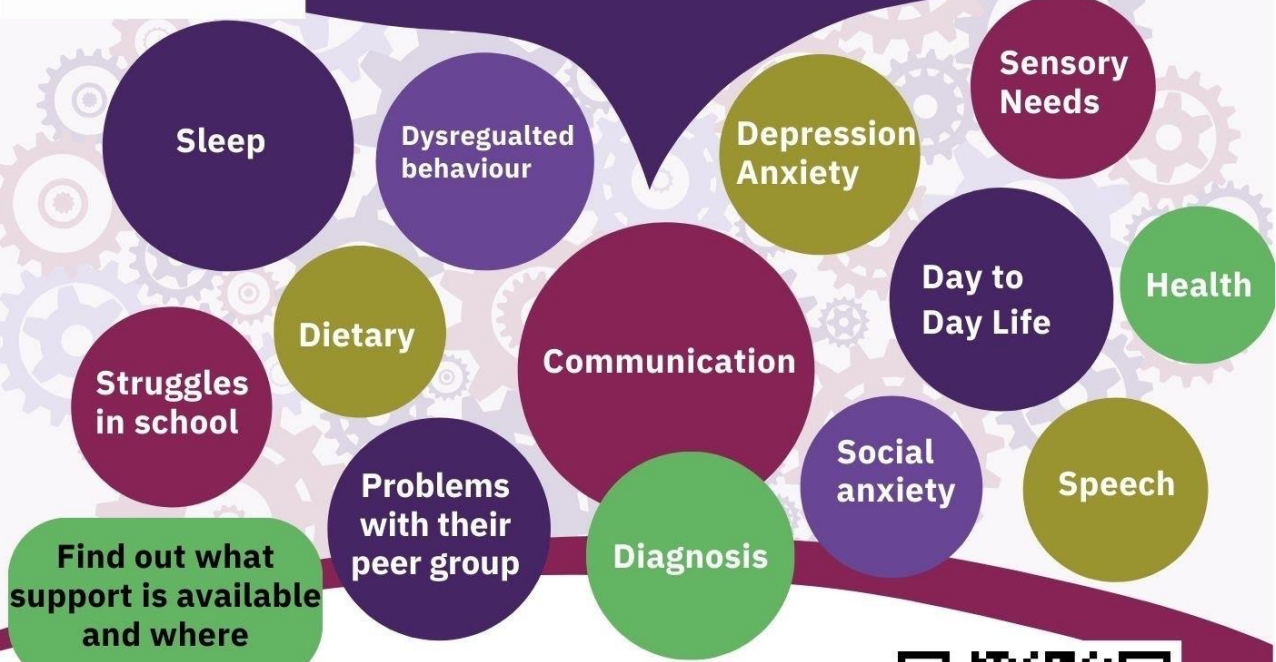 Sleep
Dysregualted
behaviour
Depression
Anxiety
Sensory
Needs
Day to
Day Life
Health
Dietary
Communication
Struggles
in school
Problems
with their
peer group
Diagnosis
Social
anxiety
Speech
Find out what
support is available
and where